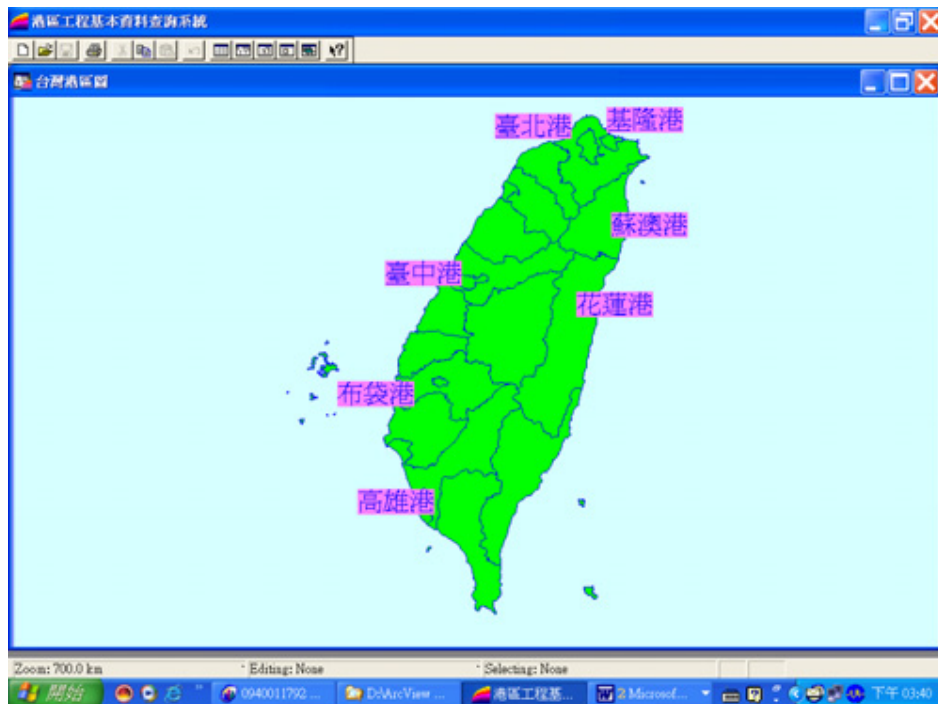 港區工程基本資料查詢系統
台灣港區圖
臺北港
基隆港
蘇澳港
臺中港
花蓮港
布袋港
高雄港
Zoom: 700.0 km
Editing: None
Selecting: None
開始
0940011792 ...
D:\ArcView ...
港區工程基...
2 Microsof...
下午 03:40